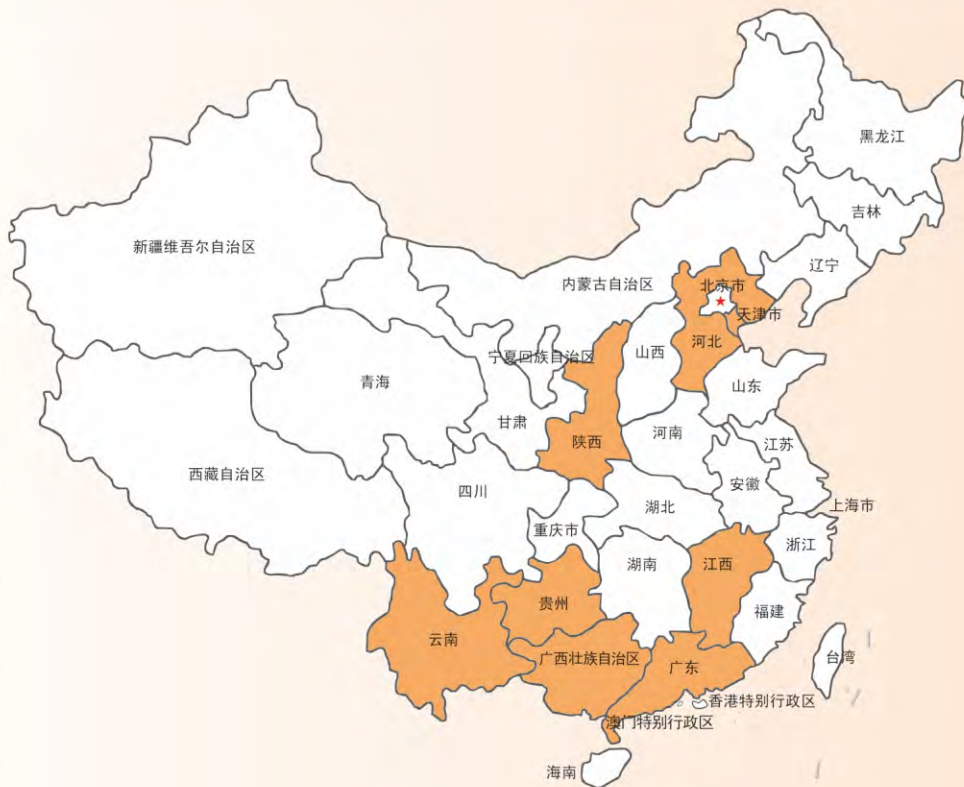 黑龙江
吉林
新疆维吾尔自治区
辽宁
内蒙古自治区
北京市
天津市
河北
宁夏回族自治区
山西
青海
山东
甘肃
河南
陕西
江苏
西藏自治区
四川
安徽
湖北
上海市
重庆市
浙江
湖南
江西
贵州
福建
云南
广西壮族自治区
广东
台湾
香港特别行政区
澳门特别行政区
海南